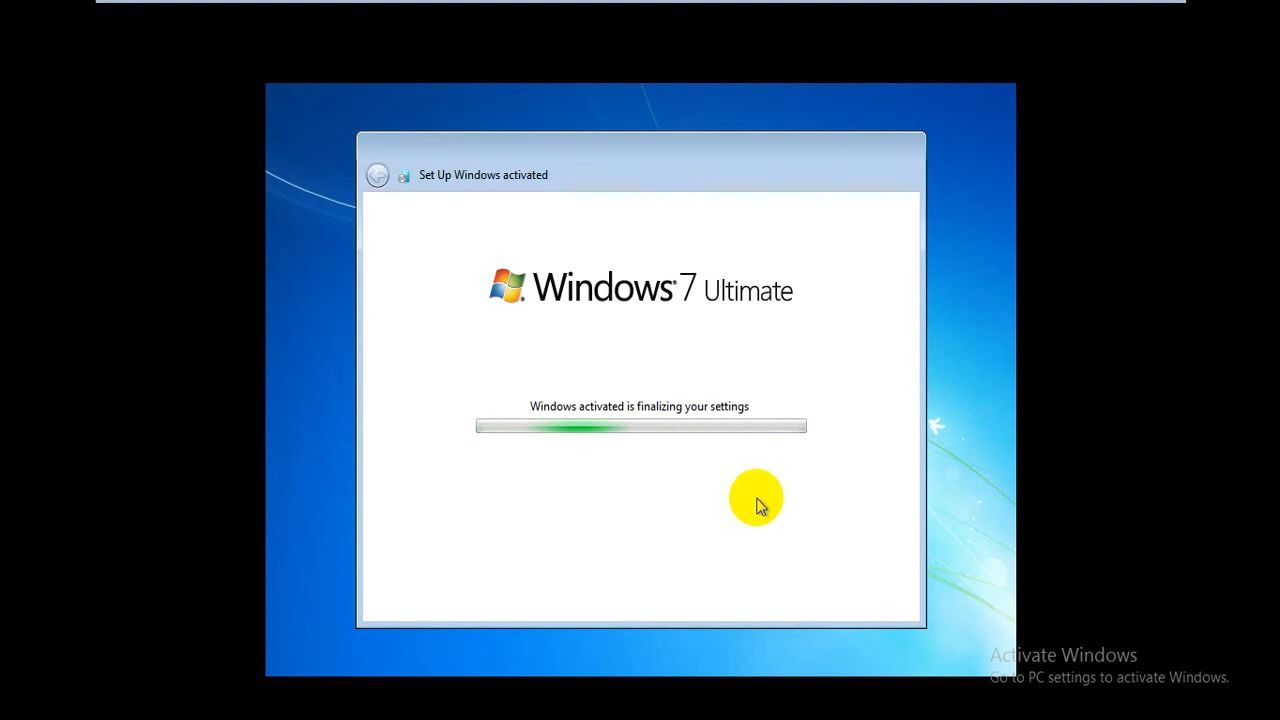 Set Up Windows activated
Windows 7 Ultimate
Windows activated is finalizing your settings
Activate Windows
Go to PC settings to activate Windows.